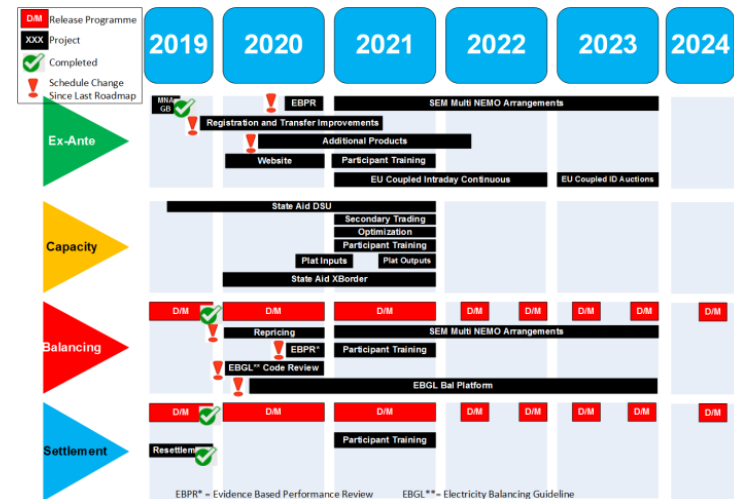 D/M Release Programme
XXX Project
Completed
Schedule Change
Since Last Roadmap
2019 2020 2021 2022 2023 2024
Ex-Ante
MNA
GB
EBPR SEM Multi NEMO Arrangements
Registration and Transfer Improvements
Additional Products
Website Participant Training
EU Coupled Intraday Continuous EU Coupled ID Auctions
Capacity
State Aid DSU
Secondary Trading
Optimization
Participant Training
Plat Inputs Plat Outputs
State Aid XBorder
Balancing
D/M D/M D/M D/M D/M D/M D/M D/M
Repricing SEM Multi NEMO Arrangements
EBPR* Participant Training
EBGL** Code Review
EBGL Bal Platform
Settlement
D/M D/M D/M D/M D/M D/M D/M D/M
Participant Training
Resettlem
EBPR* = Evidence Based Performance Review EBGL**= Electricity Balancing Guideline